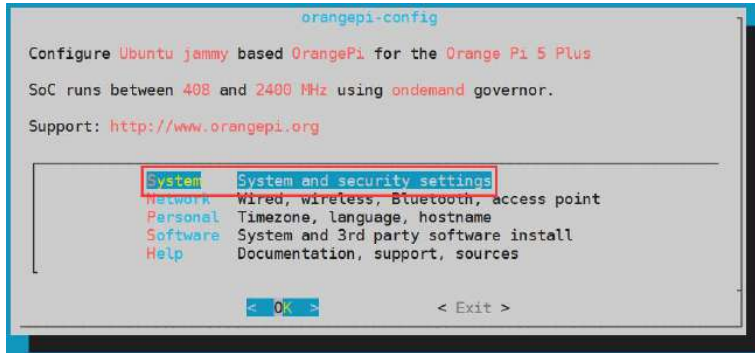 orangepi-config
Configure Ubuntu jammy based OrangePi for the Orange Pi 5 Plus
SoC runs between 408 and 2400 MHz using ondemand governor.
Support: http://www.orangepi.org
System System and security settings
Network Wired, wireless, Bluetooth, access point
Personal Timezone, language, hostname
Software System and 3rd party software install
Help Documentation, support, sources
< OK > < Exit >